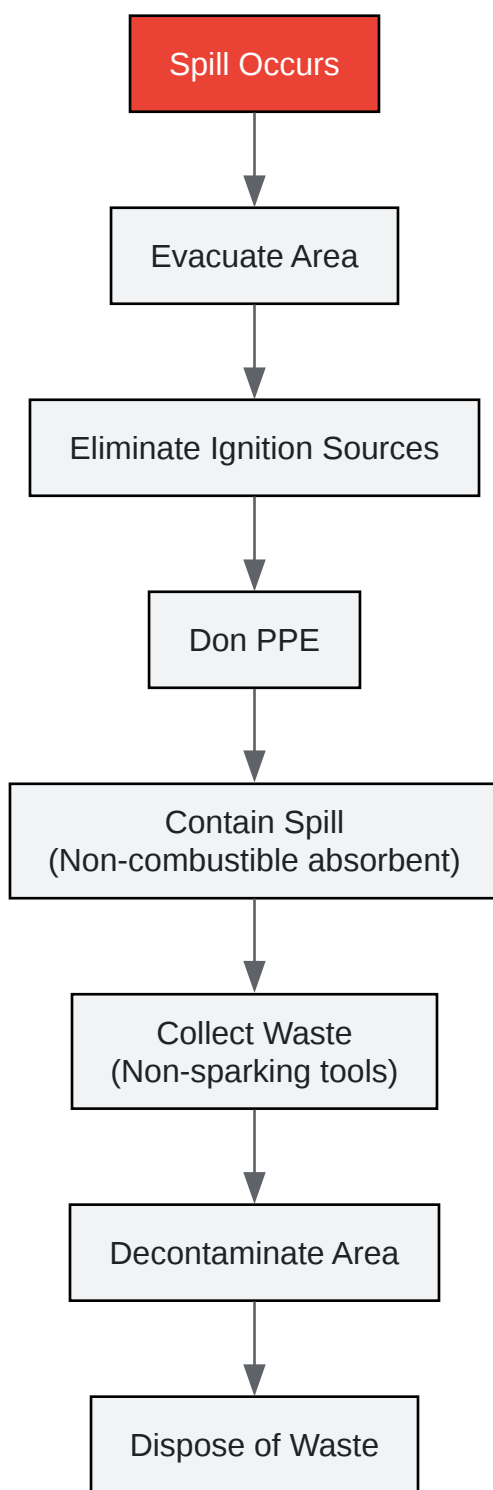 Spill Occurs
Evacuate Area
Eliminate Ignition Sources
Don PPE
Contain Spill
(Non-combustible absorbent)
Collect Waste
(Non-sparking tools)
Decontaminate Area
Dispose of Waste